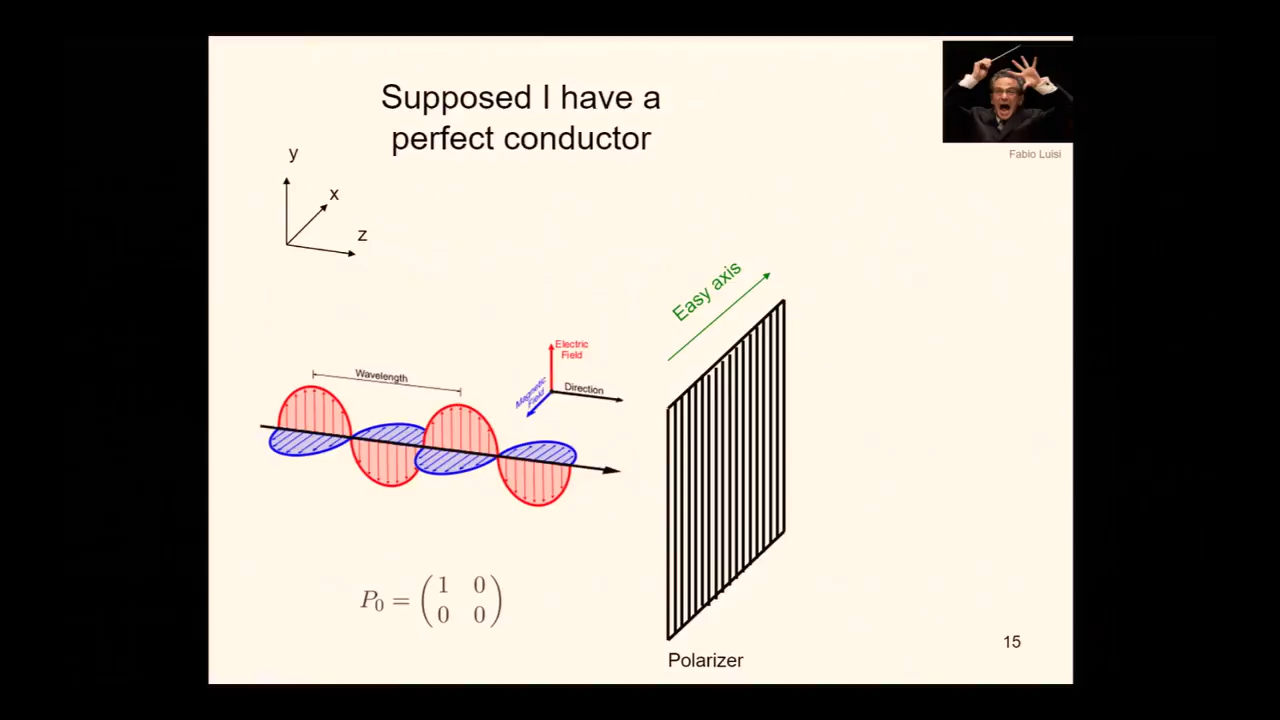 Supposed I have a
perfect conductor
Fabio Luisi
y
x
z
Easy axis
Electric
Field
Magnetic
Field
Direction
Wavelength
P₀ = (1 0
0 0)
15
Polarizer